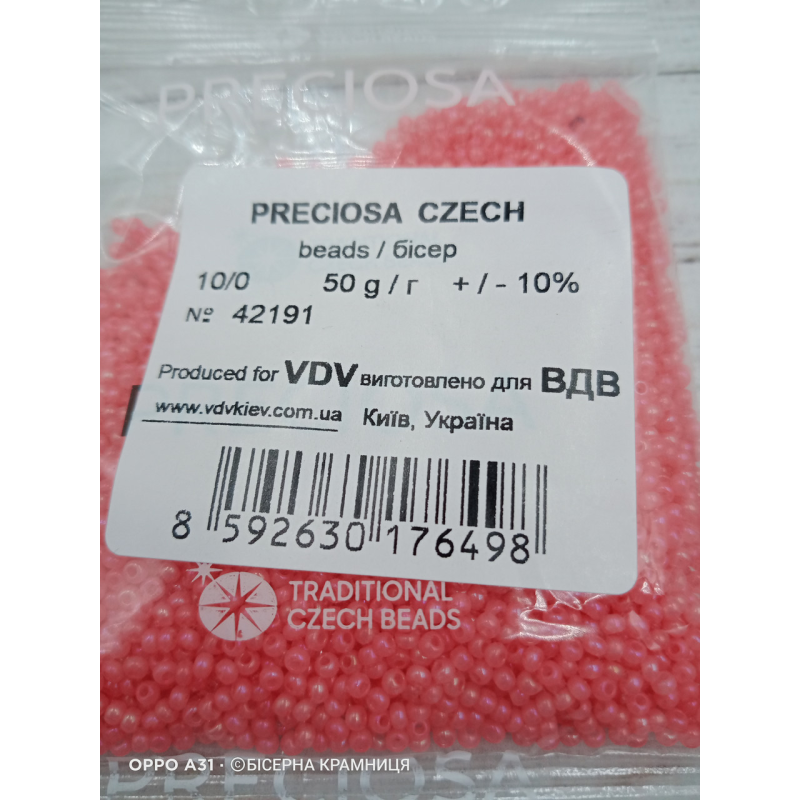 PRECIOSA
PRECIOSA CZECH
beads / бісер
10/0 50 g / г + / - 10%
№ 42191
Produced for VDV виготовлено для ВДВ
www.vdvkiev.com.ua Київ, Україна
8 592630 176498
TRADITIONAL
CZECH BEADS
OPPO A31 · ©БІСЕРНА КРАМНИЦЯ
PRECIOSA